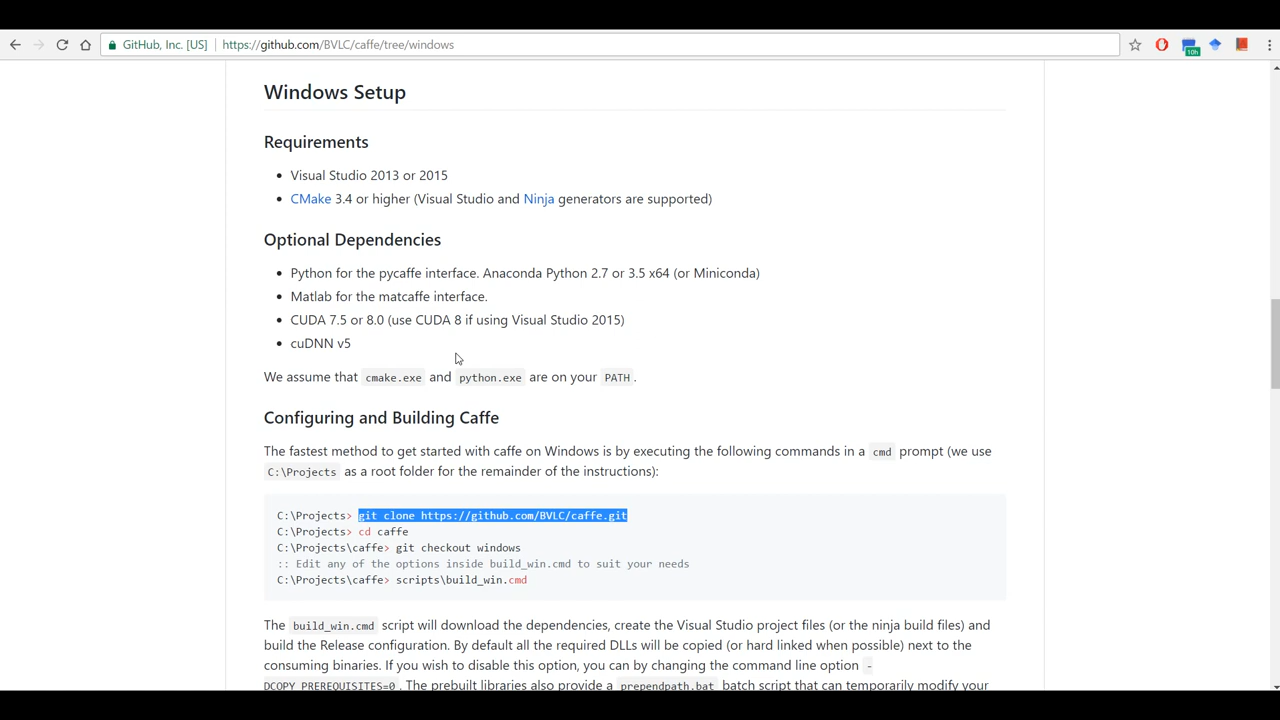 GitHub, Inc. [US]
https://github.com/BVLC/caffe/tree/windows
10h
Windows Setup
Requirements
Visual Studio 2013 or 2015
CMake 3.4 or higher (Visual Studio and Ninja generators are supported)
Optional Dependencies
Python for the pycaffe interface. Anaconda Python 2.7 or 3.5 x64 (or Miniconda)
Matlab for the matcaffe interface.
CUDA 7.5 or 8.0 (use CUDA 8 if using Visual Studio 2015)
cuDNN v5
We assume that cmake.exe and python.exe are on your PATH.
Configuring and Building Caffe
The fastest method to get started with caffe on Windows is by executing the following commands in a cmd prompt (we use
C:\Projects as a root folder for the remainder of the instructions):
C:\Projects> git clone https://github.com/BVLC/caffe.git
C:\Projects> cd caffe
C:\Projects\caffe> git checkout windows
:: Edit any of the options inside build_win.cmd to suit your needs
C:\Projects\caffe> scripts\build_win.cmd
The build_win.cmd script will download the dependencies, create the Visual Studio project files (or the ninja build files) and
build the Release configuration. By default all the required DLLs will be copied (or hard linked when possible) next to the
consuming binaries. If you wish to disable this option, you can by changing the command line option -
DCOPY_PREREQUISITES=0. The prebuilt libraries also provide a prependpath.bat batch script that can temporarily modify your